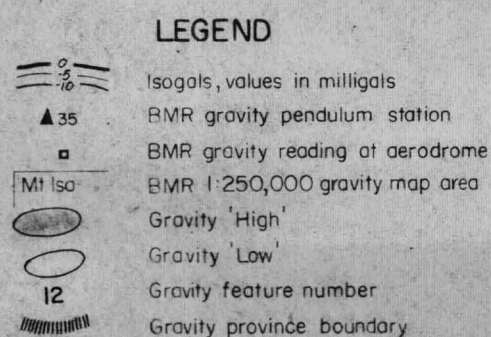 LEGEND
0
-5
-10
Isogals, values in milligals
35
BMR gravity pendulum station
BMR gravity reading at aerodrome
Mt Isa
BMR 1:250,000 gravity map area
Gravity 'High'
Gravity 'Low'
12
Gravity feature number
Gravity province boundary